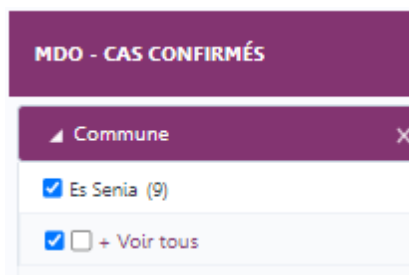 MDO - CAS CONFIRMÉS
Commune
Es Senia (9)
+ Voir tous